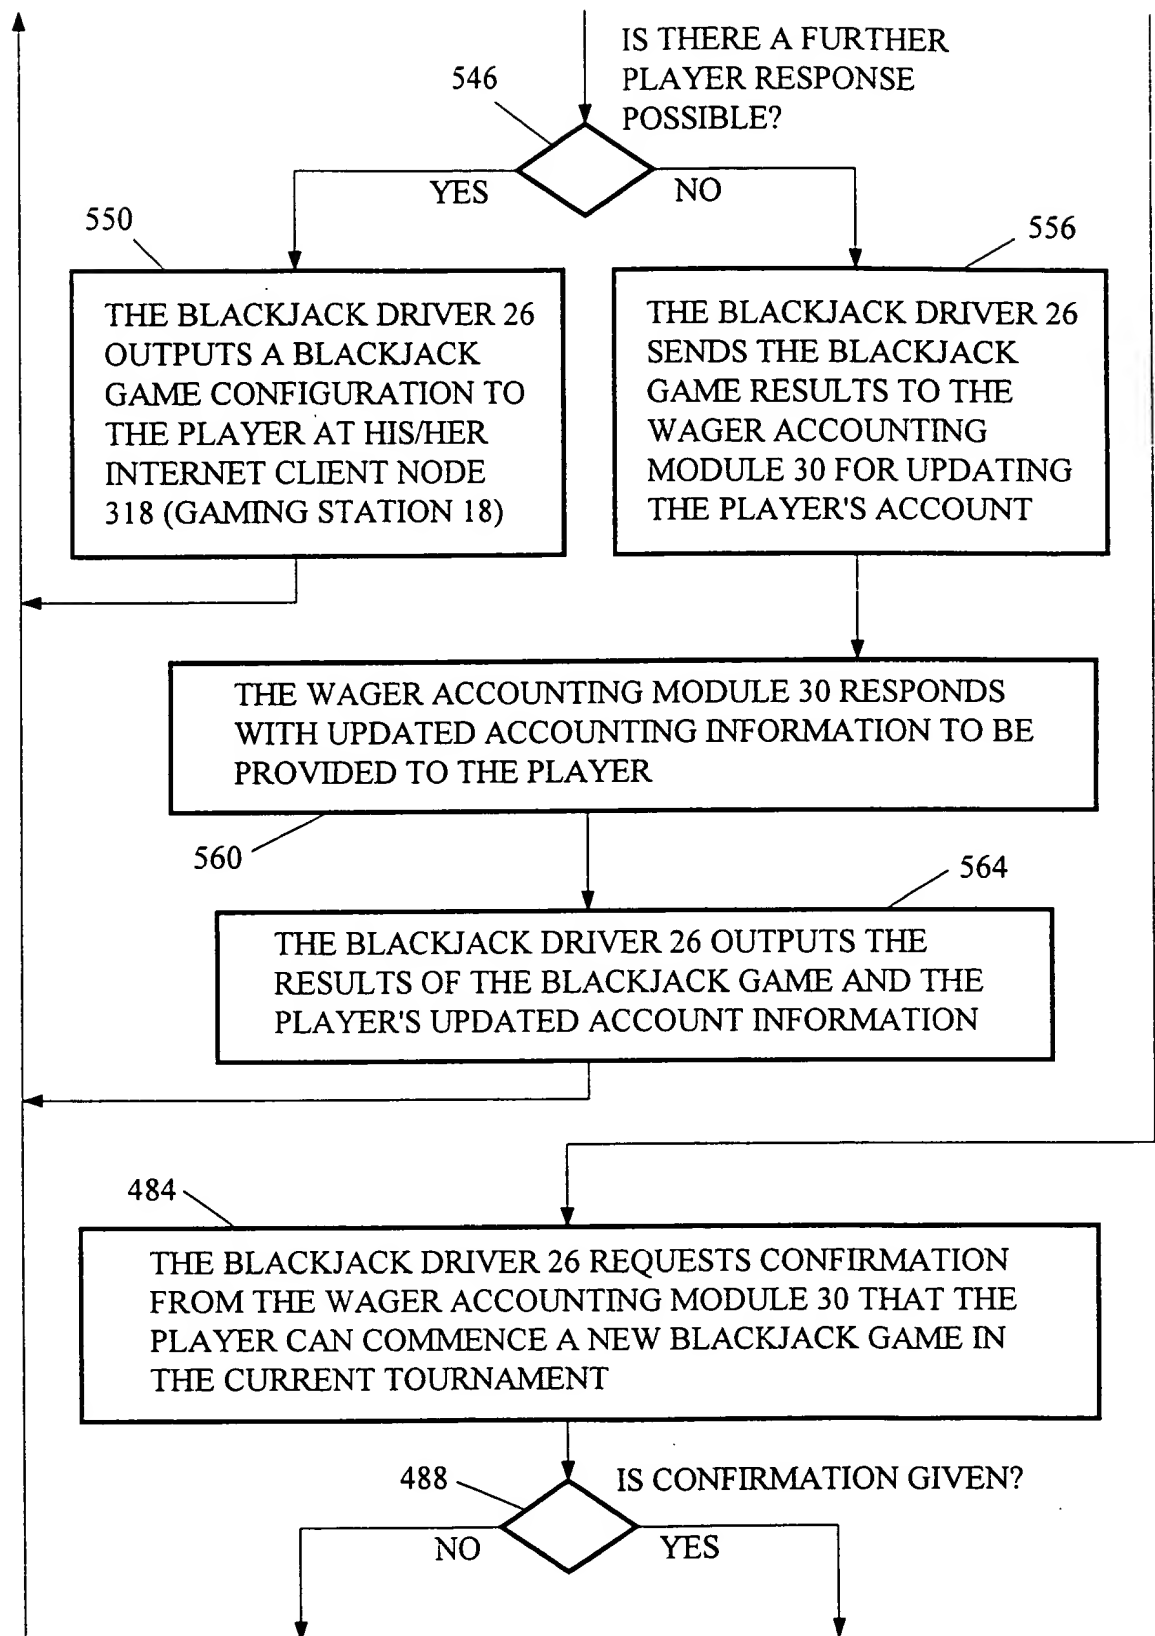 IS THERE A FURTHER
PLAYER RESPONSE
POSSIBLE?
546
YES
NO
550
556
THE BLACKJACK DRIVER 26
OUTPUTS A BLACKJACK
GAME CONFIGURATION TO
THE PLAYER AT HIS/HER
INTERNET CLIENT NODE
318 (GAMING STATION 18)
THE BLACKJACK DRIVER 26
SENDS THE BLACKJACK
GAME RESULTS TO THE
WAGER ACCOUNTING
MODULE 30 FOR UPDATING
THE PLAYER'S ACCOUNT
THE WAGER ACCOUNTING MODULE 30 RESPONDS
WITH UPDATED ACCOUNTING INFORMATION TO BE
PROVIDED TO THE PLAYER
560
564
THE BLACKJACK DRIVER 26 OUTPUTS THE
RESULTS OF THE BLACKJACK GAME AND THE
PLAYER'S UPDATED ACCOUNT INFORMATION
484
THE BLACKJACK DRIVER 26 REQUESTS CONFIRMATION
FROM THE WAGER ACCOUNTING MODULE 30 THAT THE
PLAYER CAN COMMENCE A NEW BLACKJACK GAME IN
THE CURRENT TOURNAMENT
488
IS CONFIRMATION GIVEN?
NO
YES